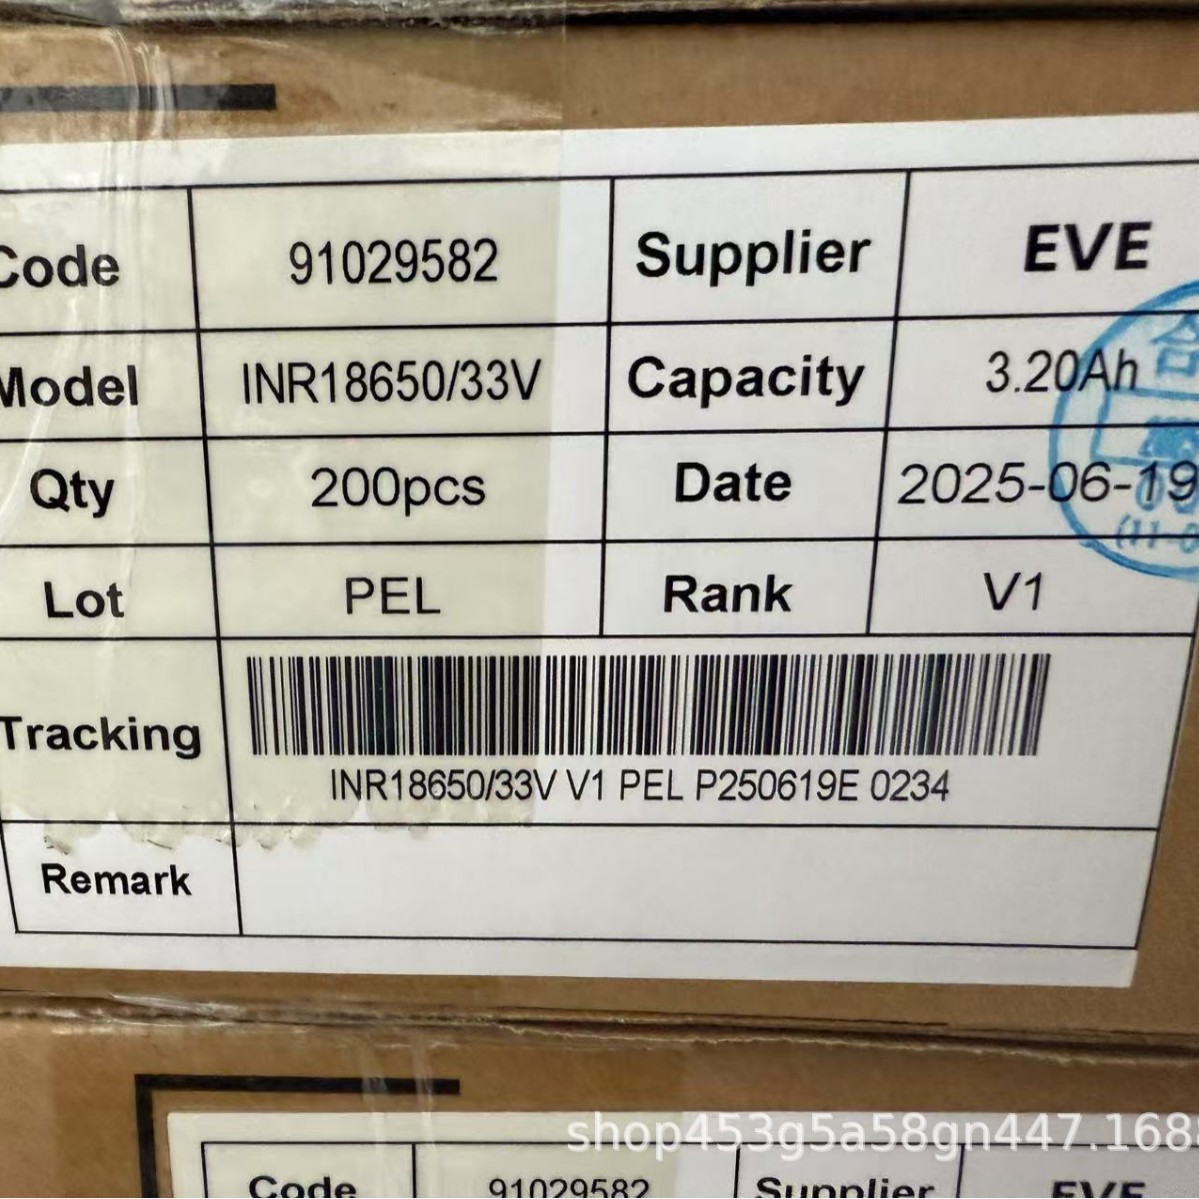 Code 91029582 Supplier EVE
Model INR18650/33V Capacity 3.20Ah
Qty 200pcs Date 2025-06-19
Lot PEL Rank V1
Tracking
INR18650/33V V1 PEL P250619E 0234
Remark
shop453g5a58gn447.168
Code 91029582 Supplier EVE